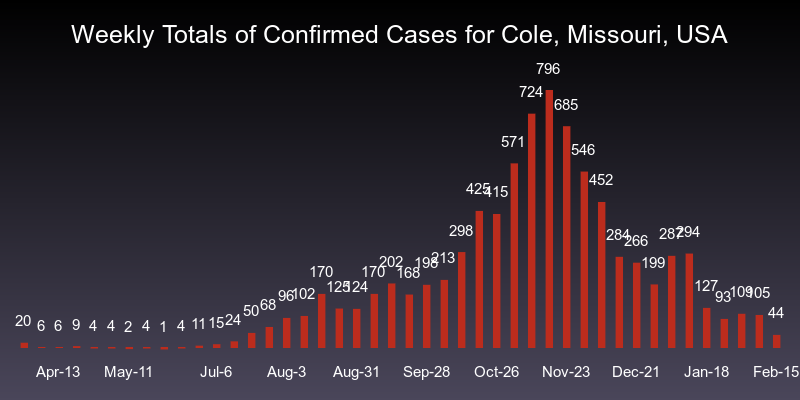 Weekly Totals of Confirmed Cases for Cole, Missouri, USA
20 6 6 9 4 4 2 4 1 4 11 15 24 50 68 96 102 170 125 124 170 202 168 198 213 298 425 415 571 724 796 685 546 452 284 266 199 287 294 127 93 109 105 44
Apr-13 May-11 Jul-6 Aug-3 Aug-31 Sep-28 Oct-26 Nov-23 Dec-21 Jan-18 Feb-15